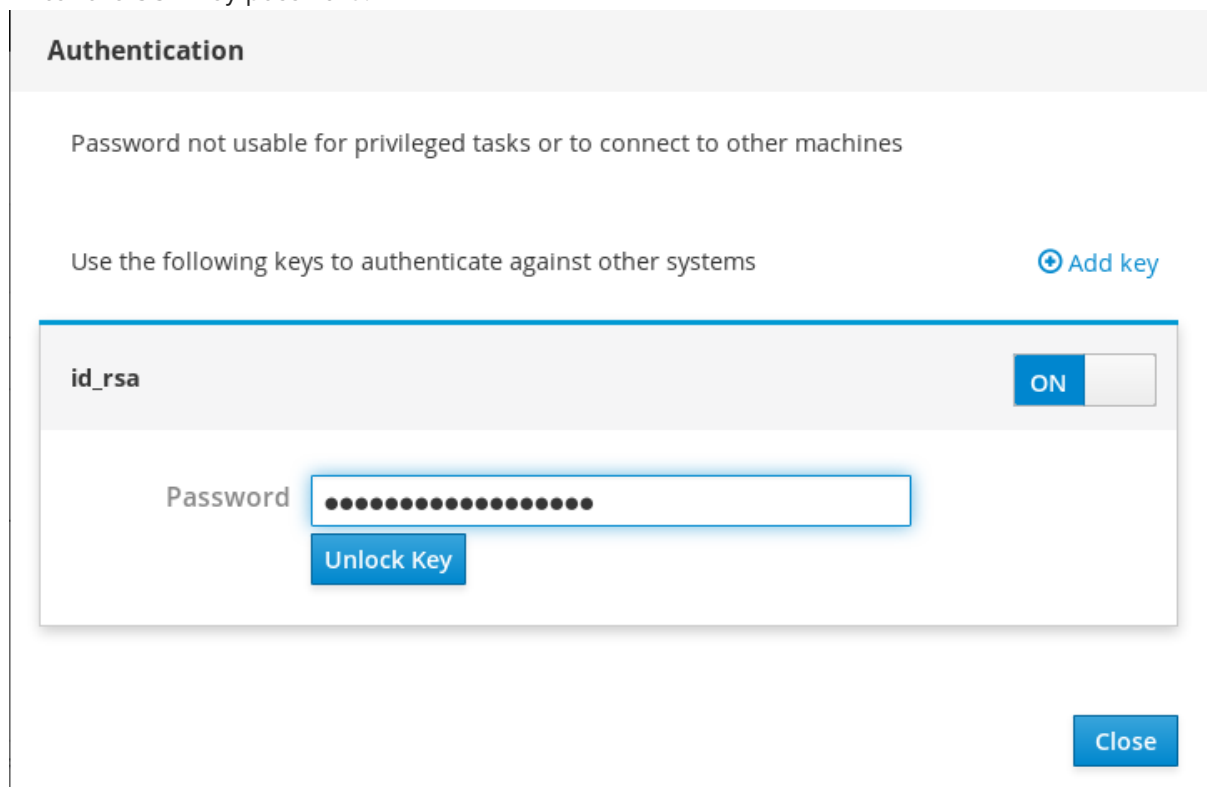 Authentication
Password not usable for privileged tasks or to connect to other machines
Use the following keys to authenticate against other systems
Add key
id_rsa
ON
Password
••••••••••••••••••
Unlock Key
Close